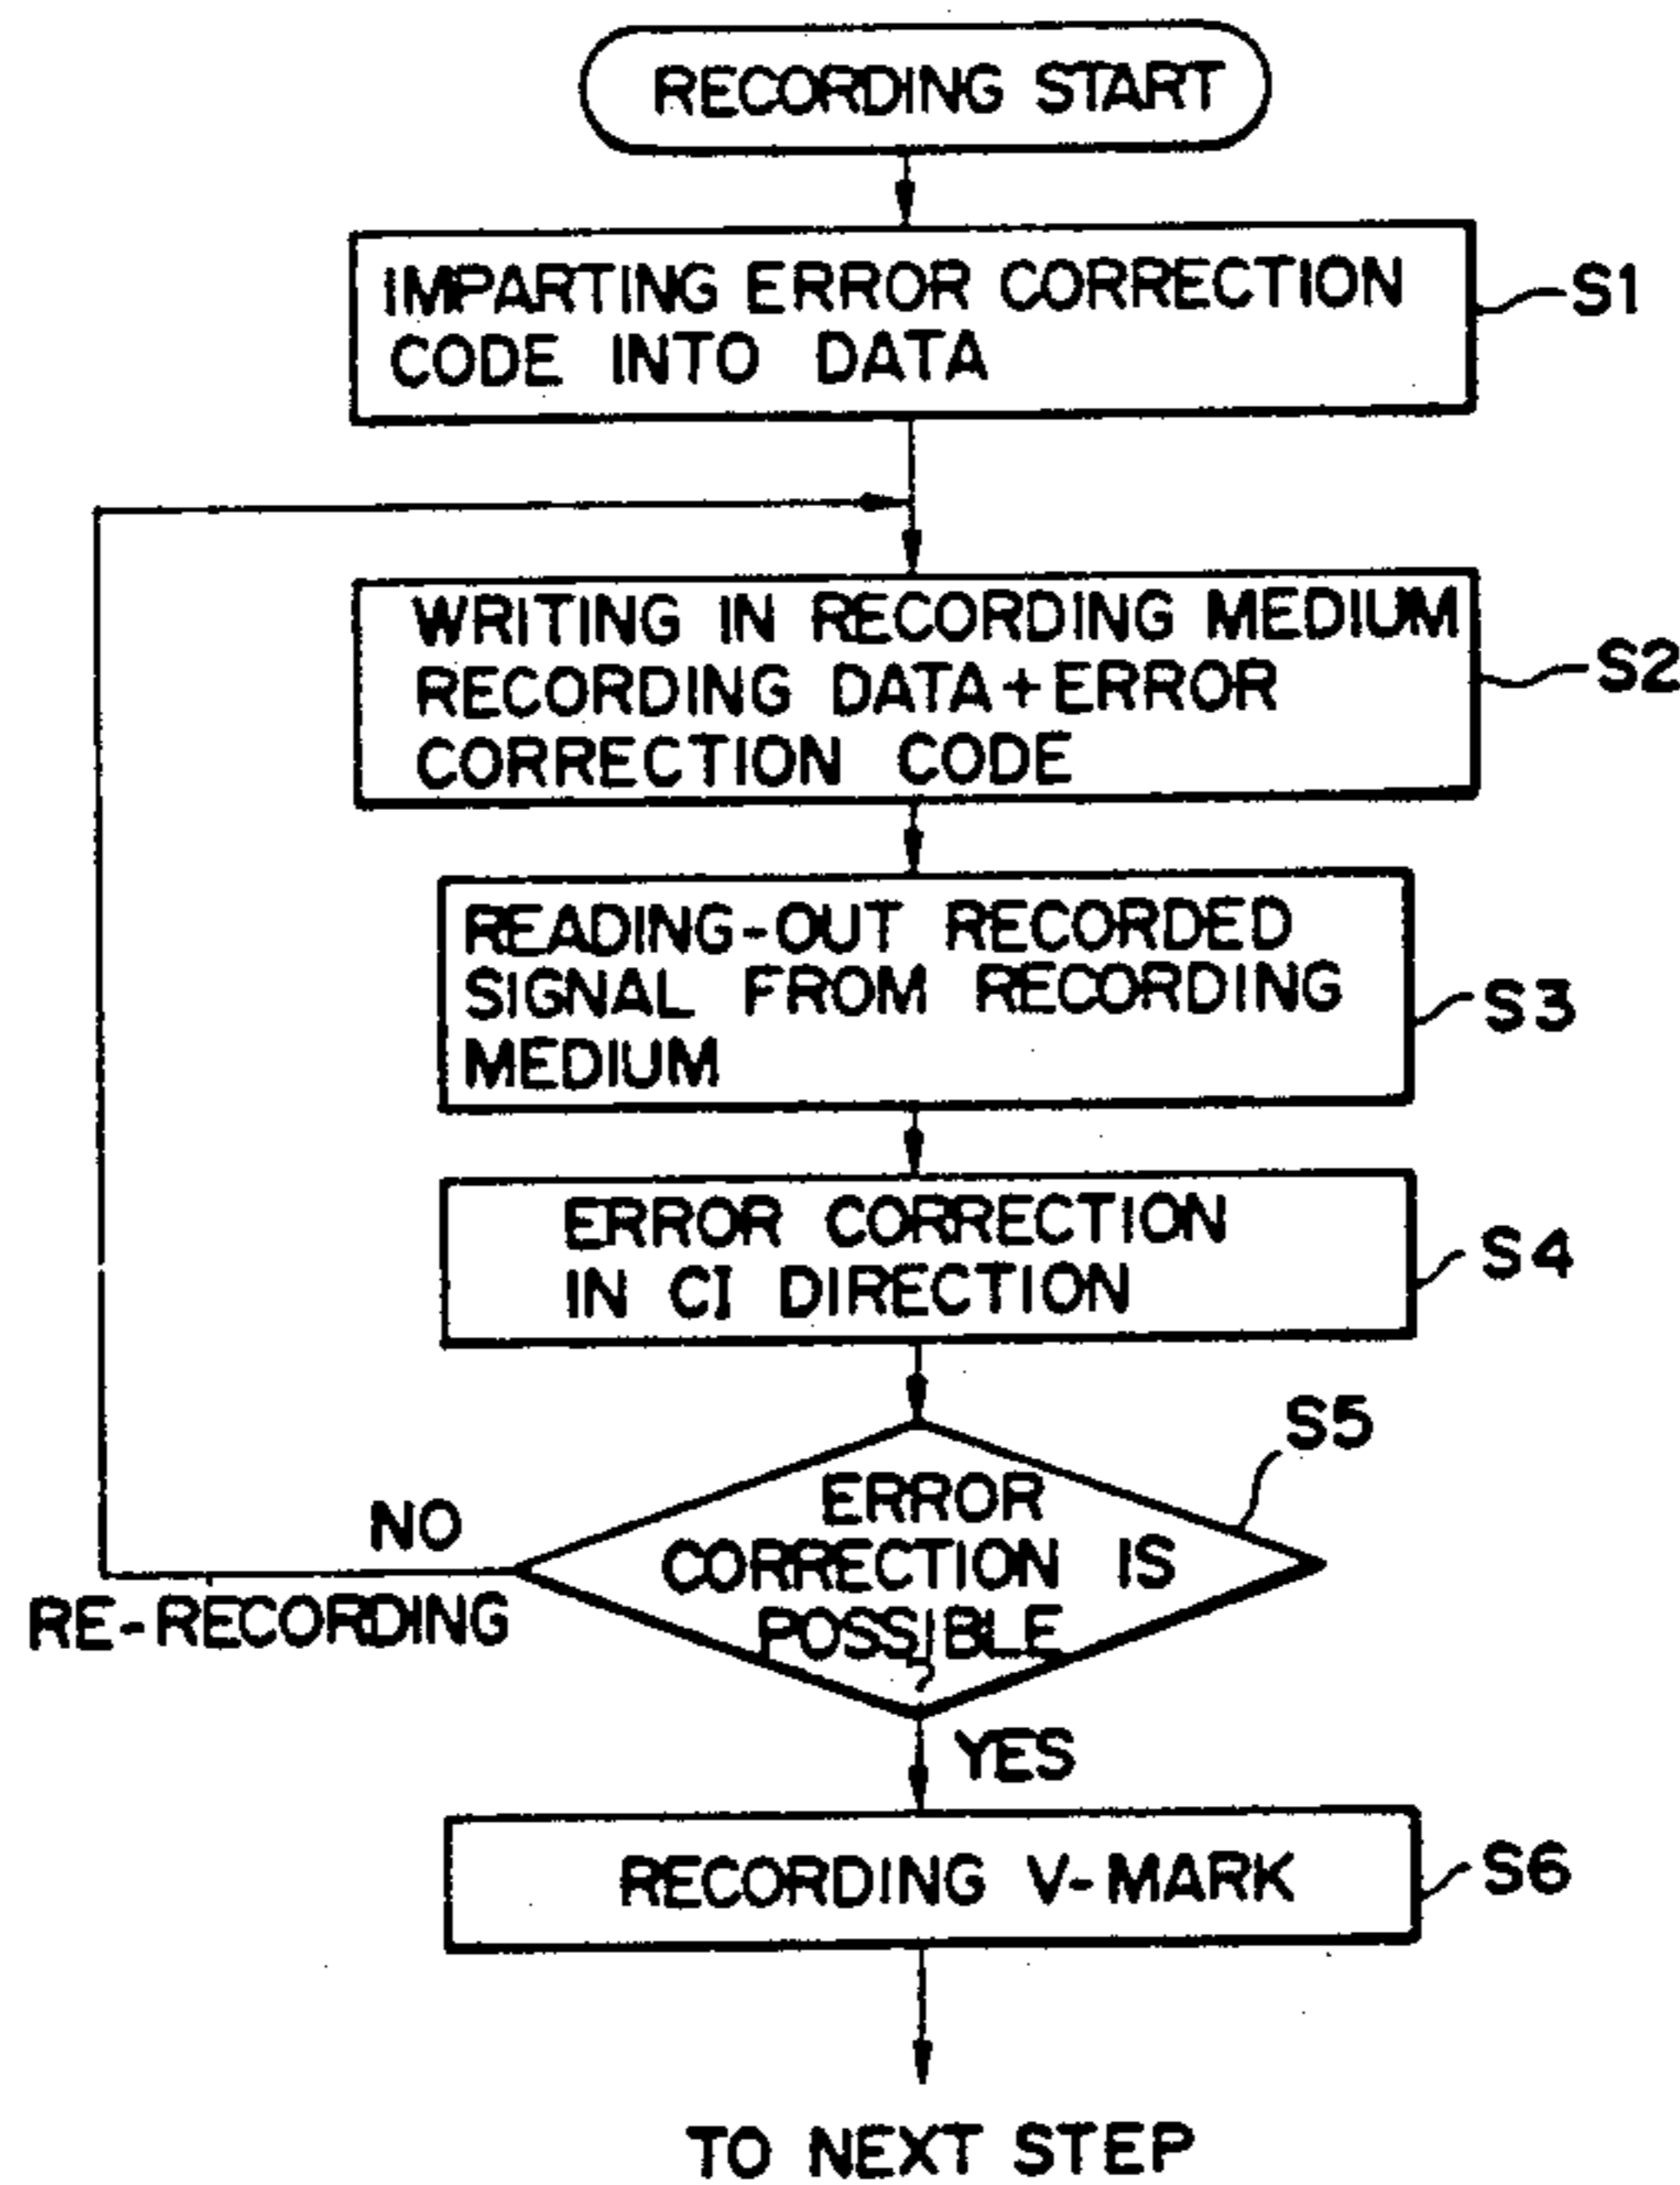 RECORDING START
IMPARTING ERROR CORRECTION
CODE INTO DATA
S1
WRITING IN RECORDING MEDIUM
RECORDING DATA+ERROR
CORRECTION CODE
S2
READING-OUT RECORDED
SIGNAL FROM RECORDING
MEDIUM
S3
ERROR CORRECTION
IN CI DIRECTION
S4
S5
ERROR
CORRECTION IS
POSSIBLE
?
NO
RE-RECORDING
YES
RECORDING V-MARK
S6
TO NEXT STEP